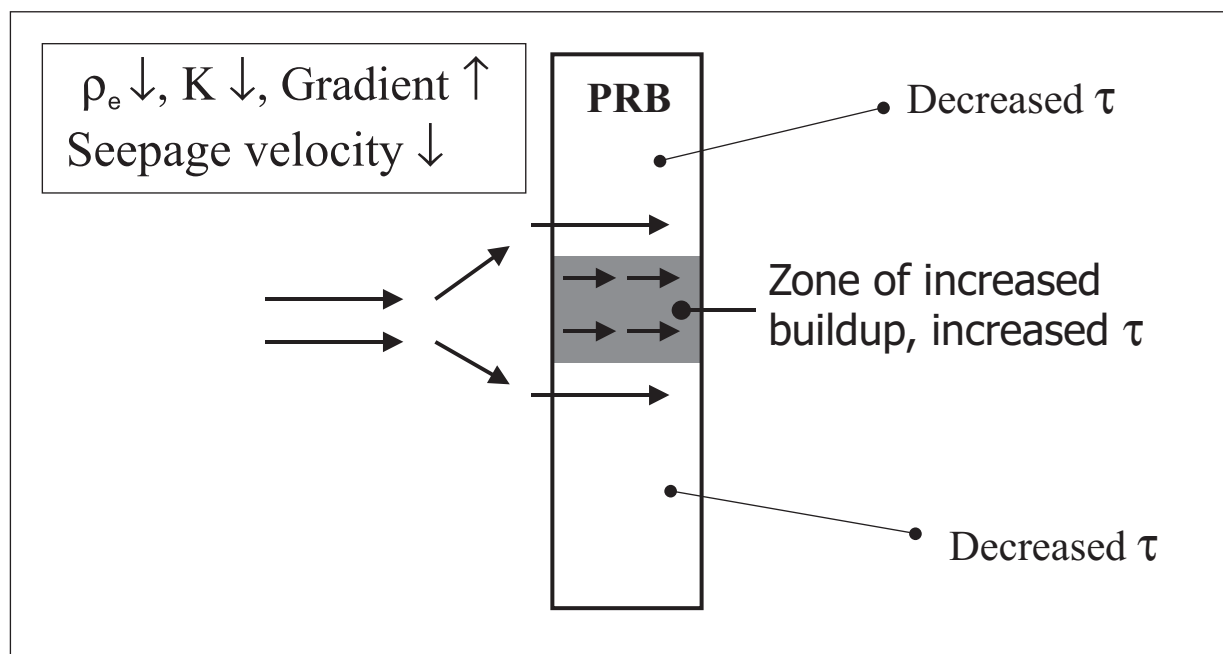 ρₑ ↓, K ↓, Gradient ↑
Seepage velocity ↓
PRB
Decreased τ
Zone of increased
buildup, increased τ
Decreased τ